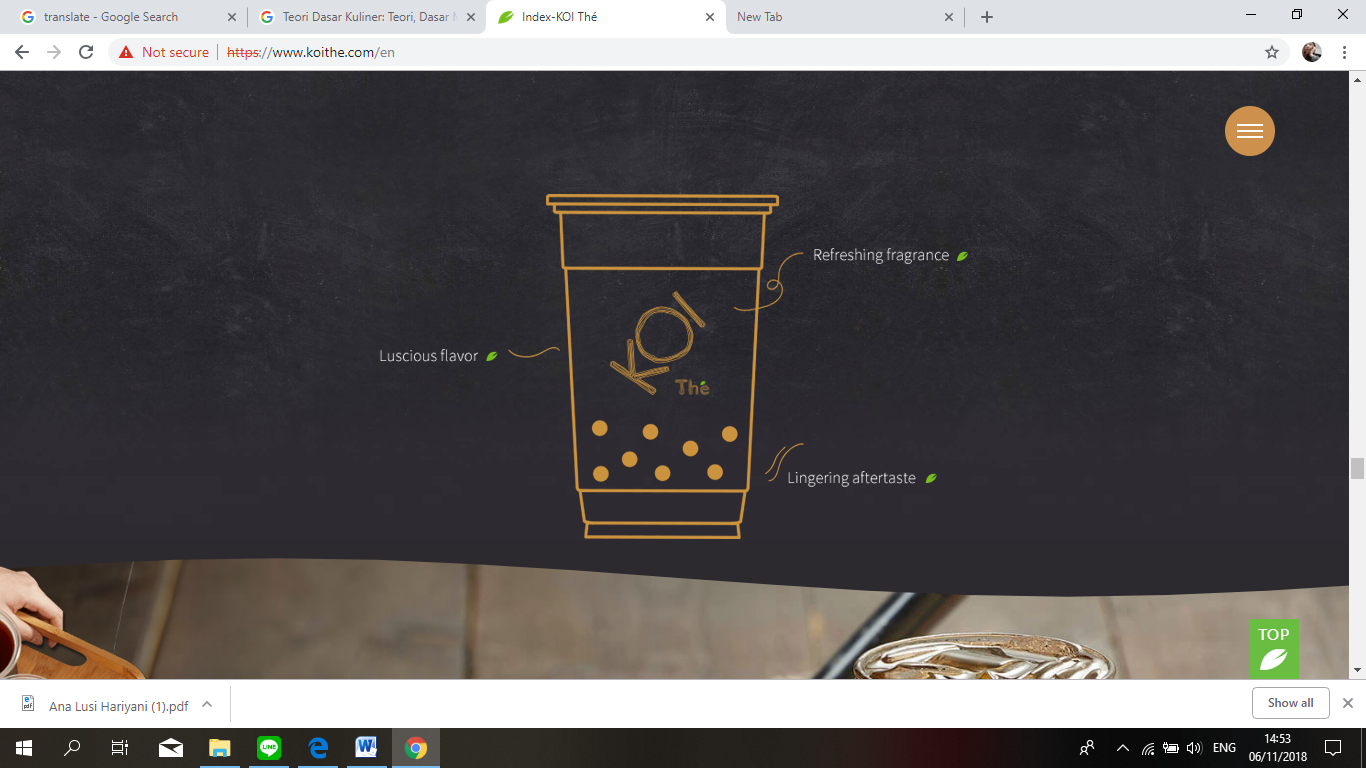 translate - Google Search
Teori Dasar Kuliner: Teori, Dasar
Index-KOI Thé
New Tab
Not secure
https://www.koithe.com/en
Refreshing fragrance
KOI
Luscious flavor
Thé
Lingering aftertaste
TOP
pdf
Ana Lusi Hariyani (1).pdf
Show all
LINE
W
ENG
14:53
06/11/2018